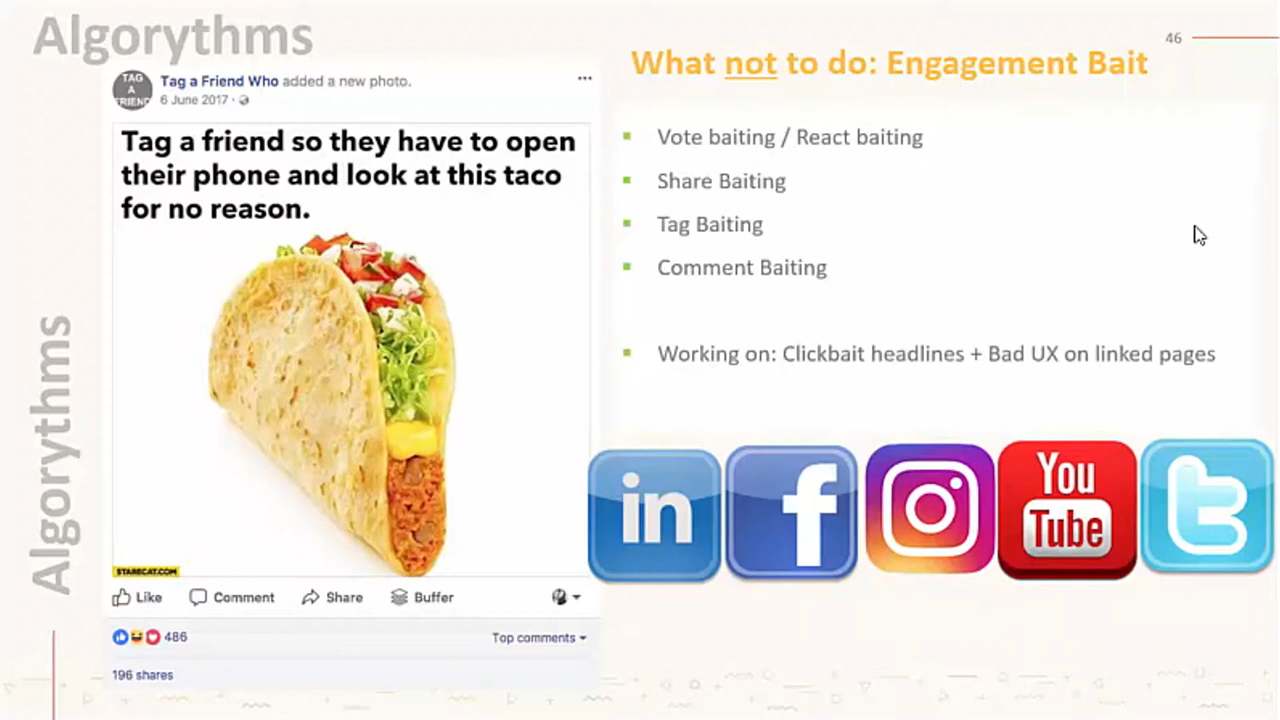 Algorythms
46
What not to do: Engagement Bait
TAG
A
FRIEND
Tag a Friend Who added a new photo.
6 June 2017 ·
Tag a friend so they have to open
their phone and look at this taco
for no reason.
STARECAT.COM
Like Comment Share Buffer
486
Top comments
196 shares
Algorythms
Vote baiting / React baiting
Share Baiting
Tag Baiting
Comment Baiting
Working on: Clickbait headlines + Bad UX on linked pages
in
f
You
Tube
t